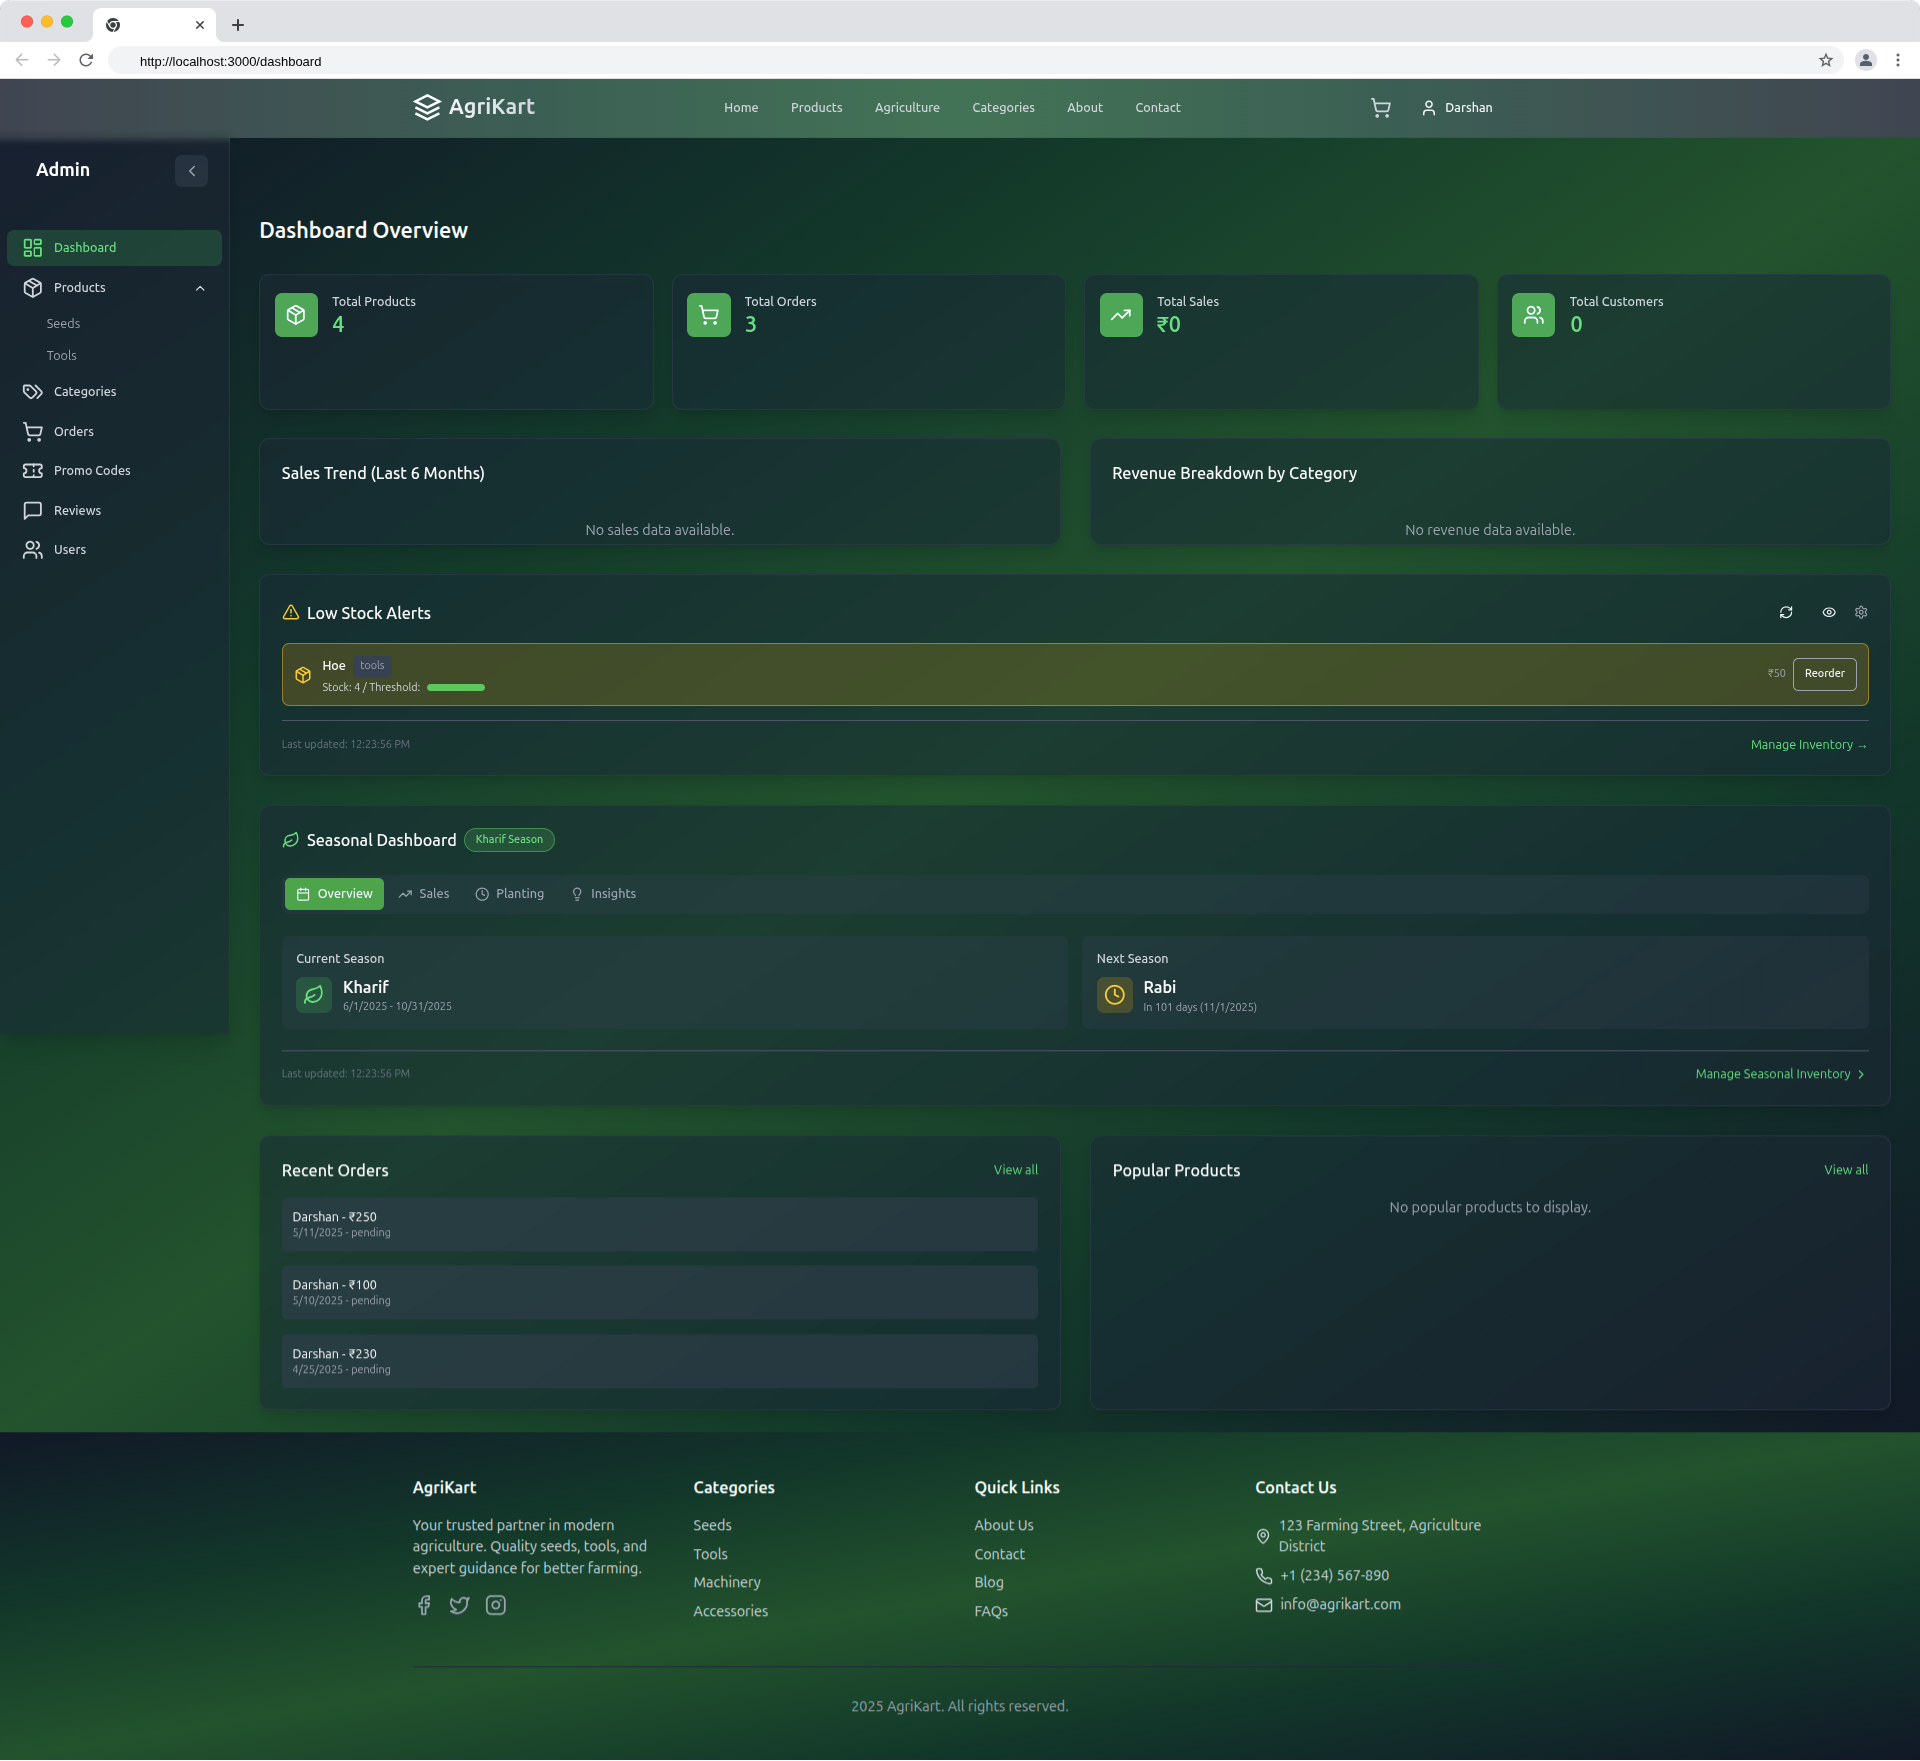 http://localhost:3000/dashboard
AgriKart
Home
Products
Agriculture
Categories
About
Contact
Darshan
Admin
Dashboard
Products
Seeds
Tools
Categories
Orders
Promo Codes
Reviews
Users
Dashboard Overview
Total Products
4
Total Orders
3
Total Sales
₹0
Total Customers
0
Sales Trend (Last 6 Months)
No sales data available.
Revenue Breakdown by Category
No revenue data available.
Low Stock Alerts
Hoe tools
Stock: 4 / Threshold:
₹50
Reorder
Last updated: 12:23:56 PM
Manage Inventory →
Seasonal Dashboard Kharif Season
Overview
Sales
Planting
Insights
Current Season
Kharif
6/1/2025 - 10/31/2025
Next Season
Rabi
In 101 days (11/1/2025)
Last updated: 12:23:56 PM
Manage Seasonal Inventory
Recent Orders
View all
Darshan - ₹250
5/11/2025 - pending
Darshan - ₹100
5/10/2025 - pending
Darshan - ₹230
4/25/2025 - pending
Popular Products
View all
No popular products to display.
AgriKart
Your trusted partner in modern
agriculture. Quality seeds, tools, and
expert guidance for better farming.
Categories
Seeds
Tools
Machinery
Accessories
Quick Links
About Us
Contact
Blog
FAQs
Contact Us
123 Farming Street, Agriculture
District
+1 (234) 567-890
info@agrikart.com
2025 AgriKart. All rights reserved.